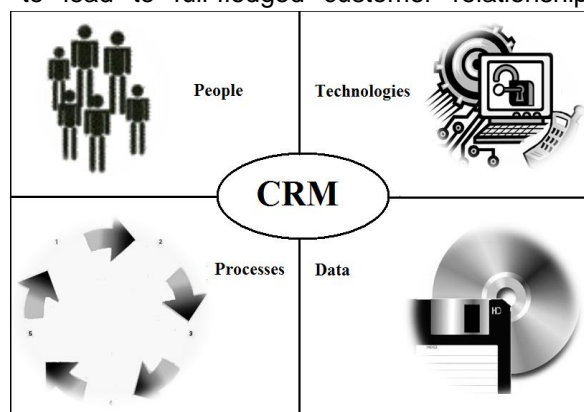 to lead to full-fledged customer relationship
People
Technologies
CRM
1
2
Processes
Data
HD
5
3